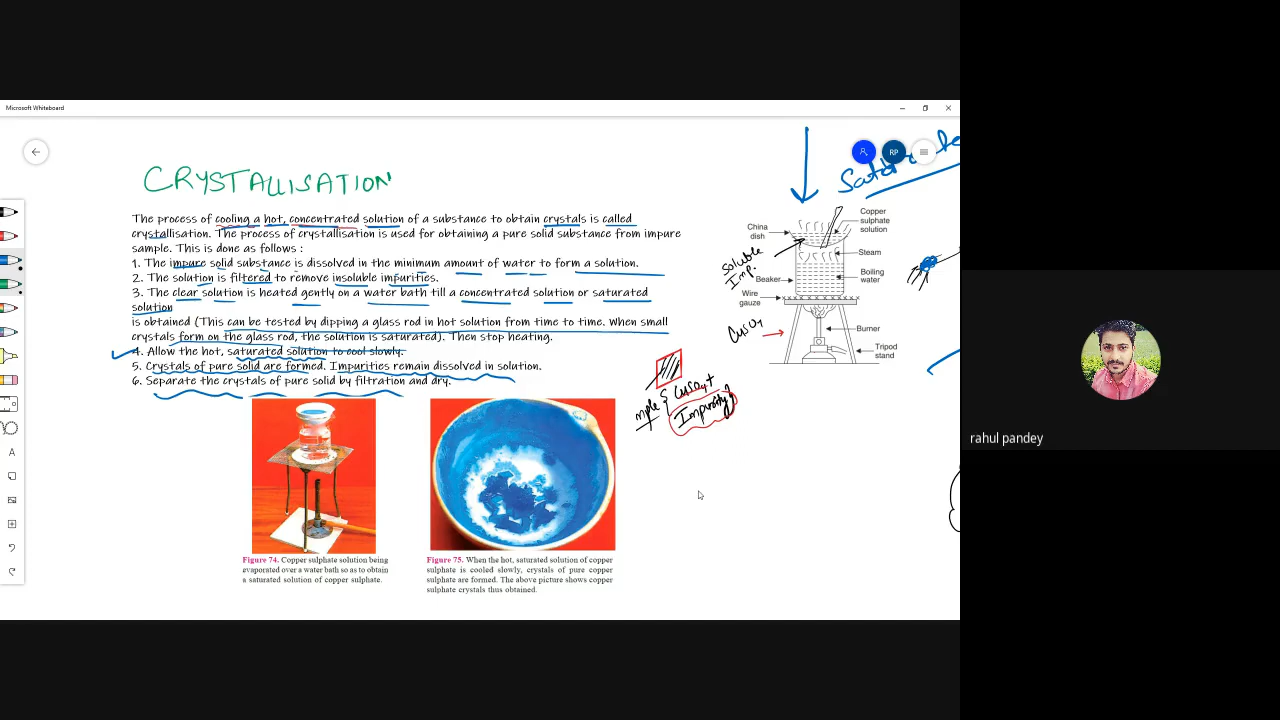 Microsoft Whiteboard
RP
CRYSTALLISATION
The process of cooling a hot, concentrated solution of a substance to obtain crystals is called
crystallisation. The process of crystallisation is used for obtaining a pure solid substance from impure
sample. This is done as follows :
1. The impure solid substance is dissolved in the minimum amount of water to form a solution.
2. The solution is filtered to remove insoluble impurities.
3. The clear solution is heated gently on a water bath till a concentrated solution or saturated
solution
is obtained (This can be tested by dipping a glass rod in hot solution from time to time. When small
crystals form on the glass rod, the solution is saturated). Then stop heating.
4. Allow the hot, saturated solution to cool slowly.
5. Crystals of pure solid are formed. Impurities remain dissolved in solution.
6. Separate the crystals of pure solid by filtration and dry.
China
dish
Copper
sulphate
solution
Steam
Soluble
Imp.
Beaker
Boiling
water
Wire
gauze
CuSO4
Burner
Tripod
stand
mple { CuSO4 +
Impurity}
Figure 74. Copper sulphate solution being
evaporated over a water bath so as to obtain
a saturated solution of copper sulphate.
Figure 75. When the hot, saturated solution of copper
sulphate is cooled slowly, crystals of pure copper
sulphate are formed. The above picture shows copper
sulphate crystals thus obtained.
rahul pandey